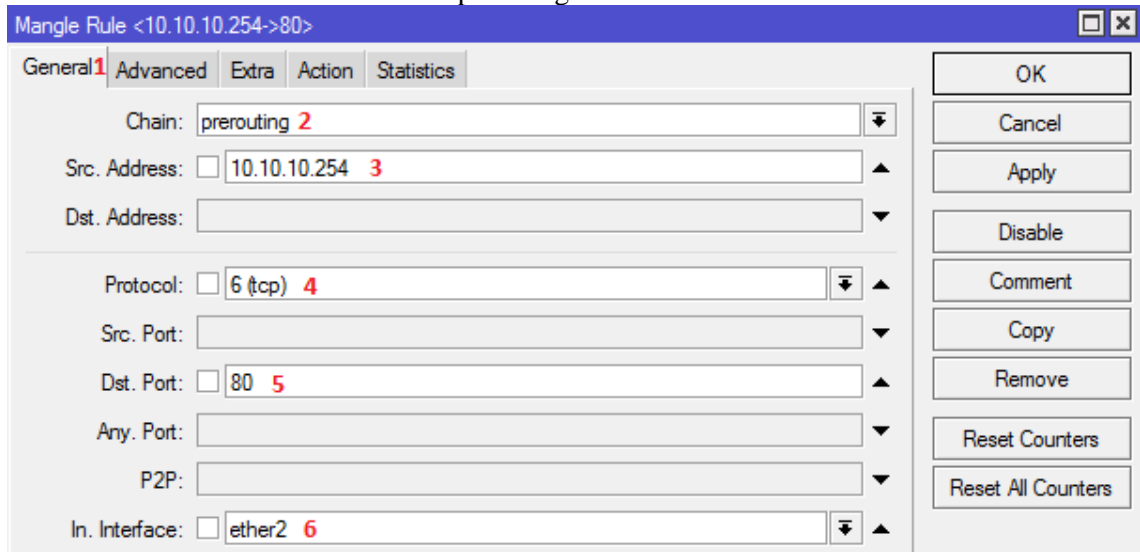 Mangle Rule <10.10.10.254->80>
General1 Advanced Extra Action Statistics
OK
Chain: prerouting 2
Cancel
Src. Address: 10.10.10.254 3
Apply
Dst. Address:
Disable
Protocol: 6 (tcp) 4
Comment
Src. Port:
Copy
Dst. Port: 80 5
Remove
Any. Port:
Reset Counters
P2P:
Reset All Counters
In. Interface: ether2 6